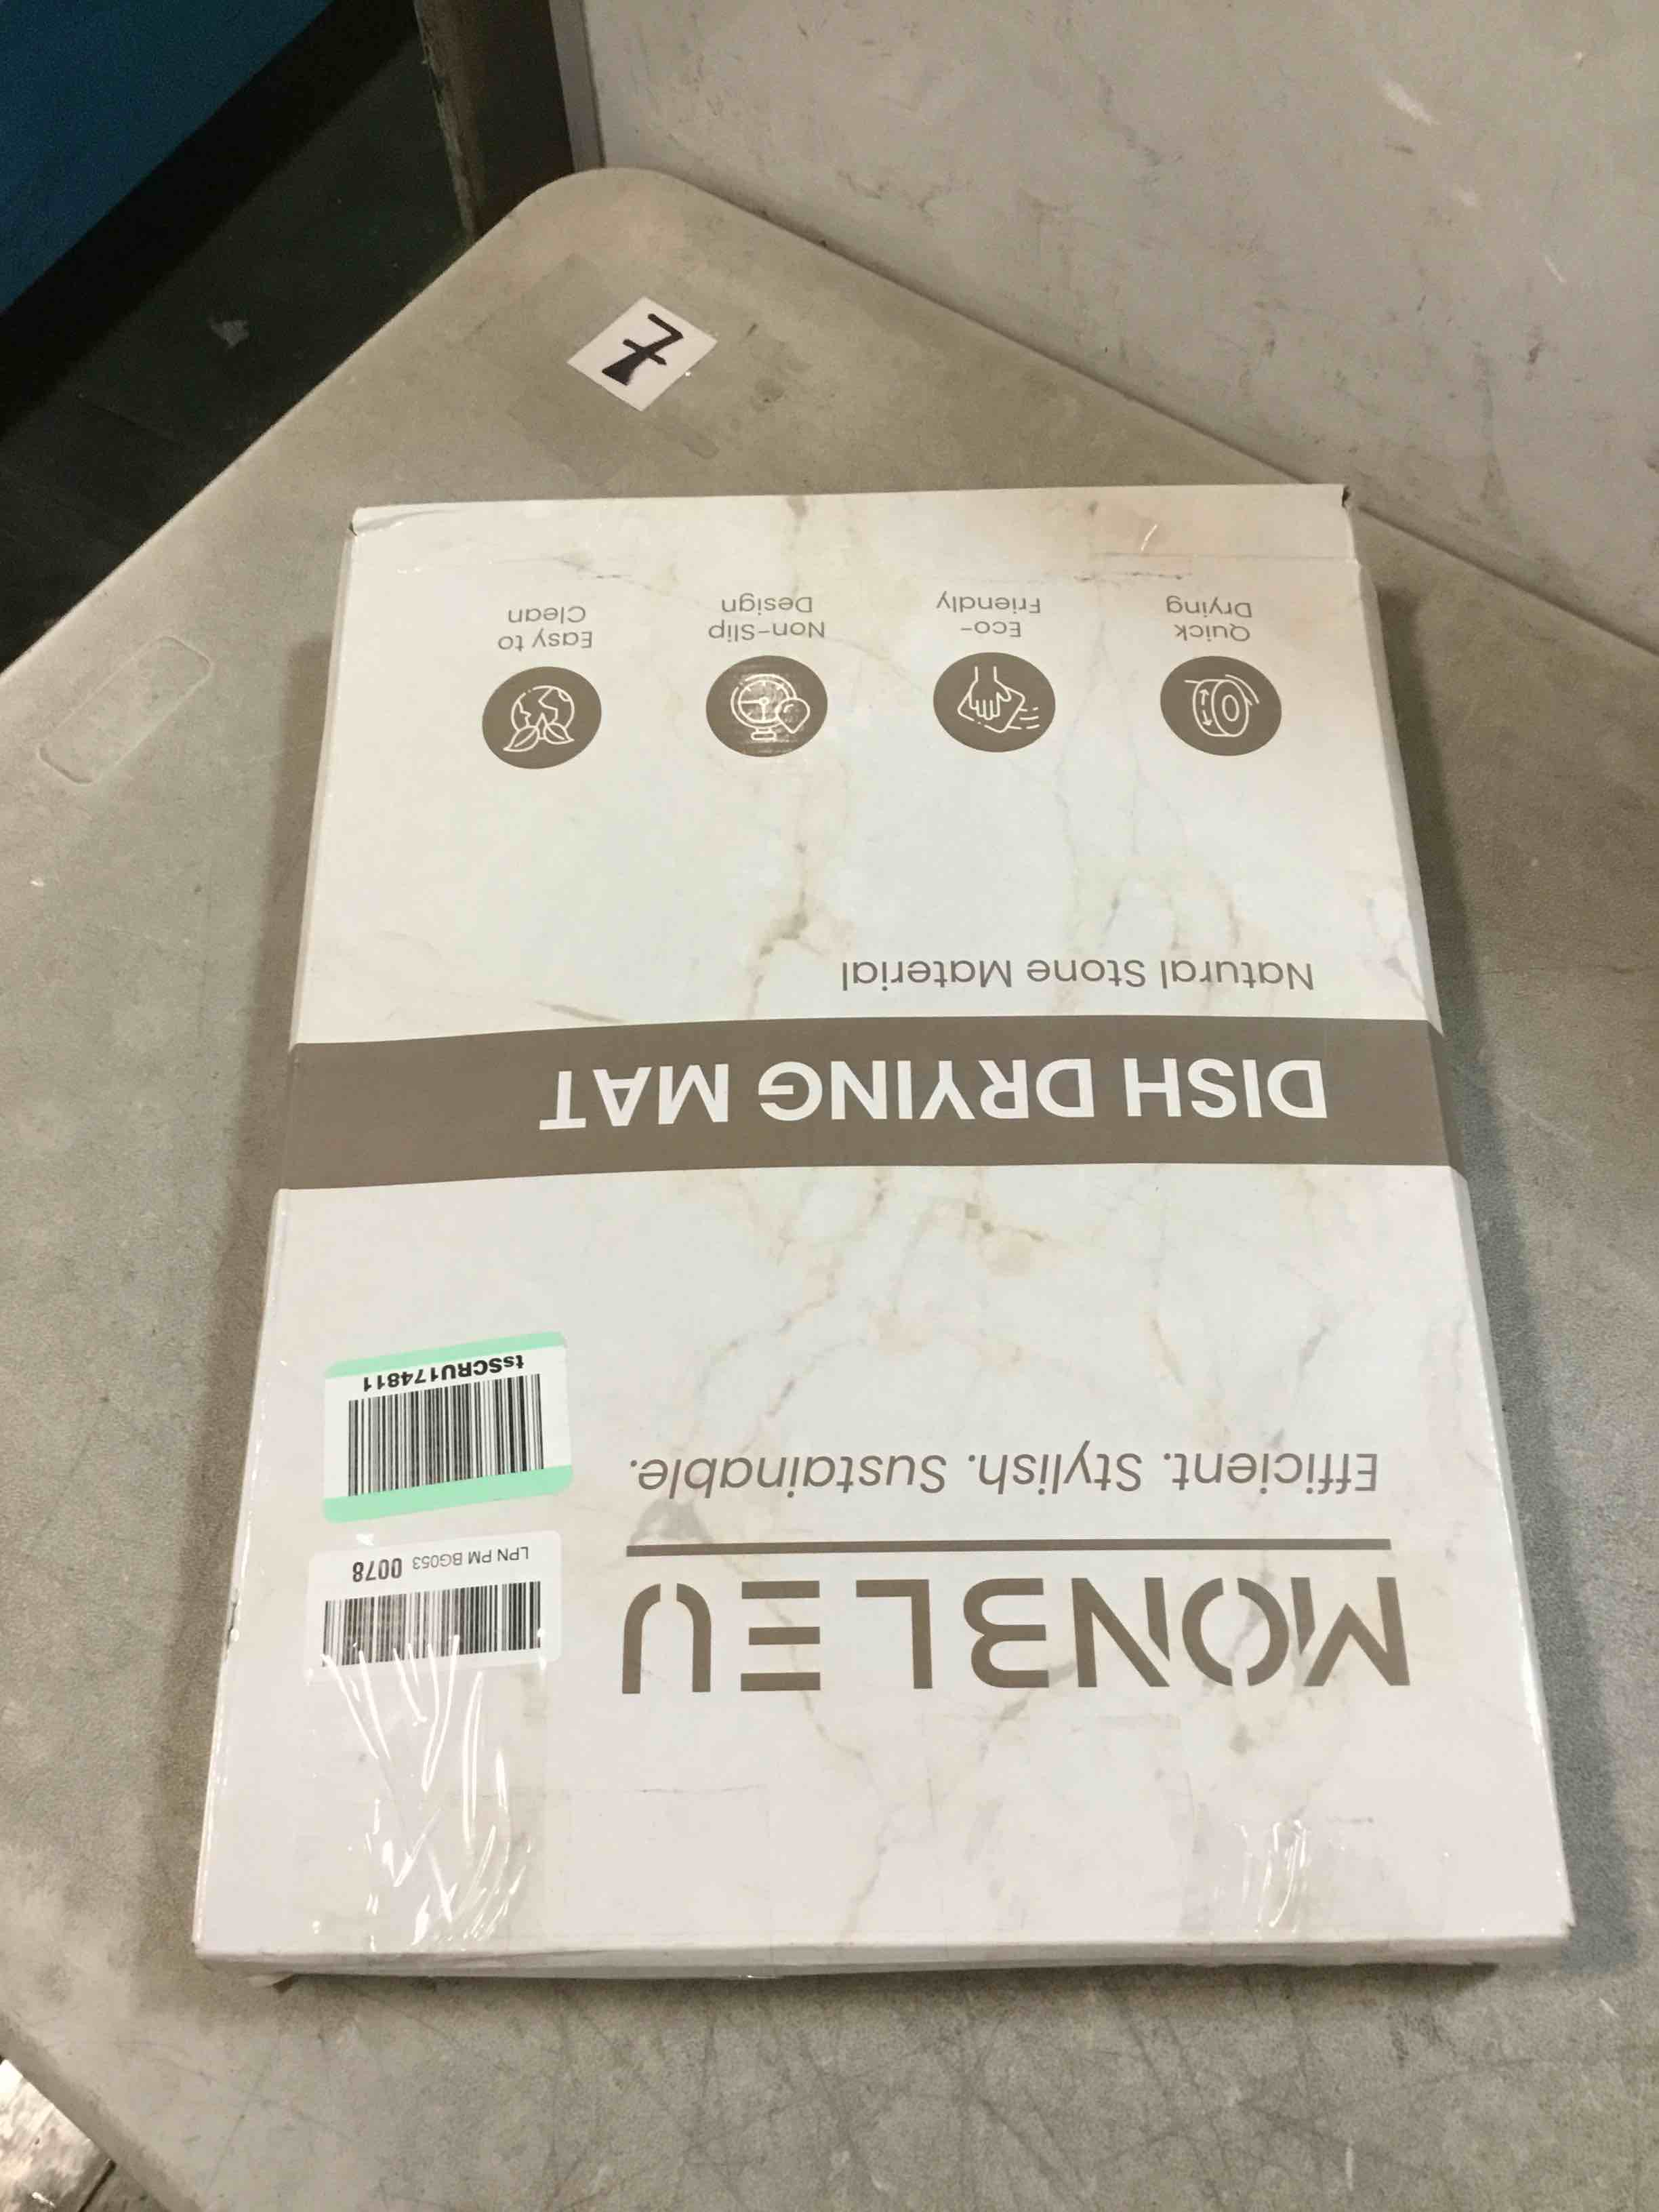 MONBLEU
Efficient. Stylish. Sustainable.
LPN PM BG053 0078
tsSCRU174811
DISH DRYING MAT
Natural Stone Material
Quick
Drying
Eco-
Friendly
Non-Slip
Design
Easy to
Clean
7